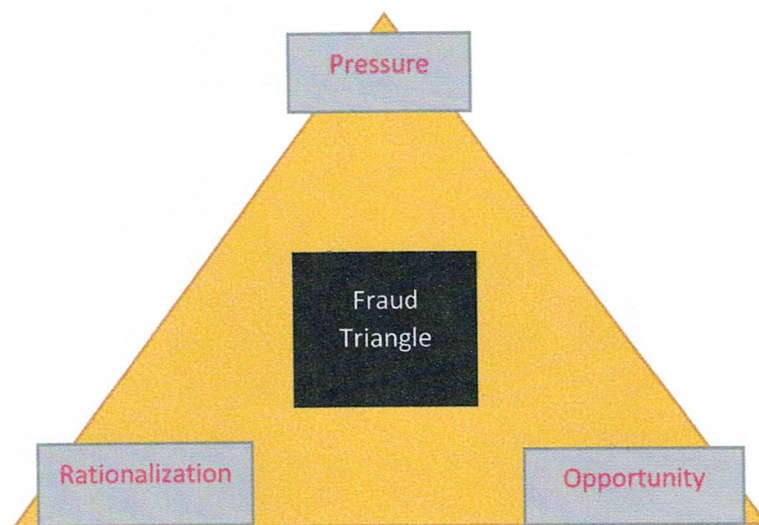 Pressure
Fraud
Triangle
Rationalization
Opportunity